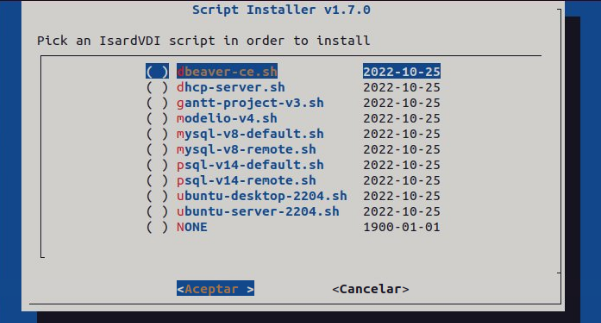 Script Installer v1.7.0
Pick an IsardVDI script in order to install
( ) dbeaver-ce.sh 2022-10-25
( ) dhcp-server.sh 2022-10-25
( ) gantt-project-v3.sh 2022-10-25
( ) modelio-v4.sh 2022-10-25
( ) mysql-v8-default.sh 2022-10-25
( ) mysql-v8-remote.sh 2022-10-25
( ) psql-v14-default.sh 2022-10-25
( ) psql-v14-remote.sh 2022-10-25
( ) ubuntu-desktop-2204.sh 2022-10-25
( ) ubuntu-server-2204.sh 2022-10-25
( ) NONE 1900-01-01
<Aceptar > <Cancelar>